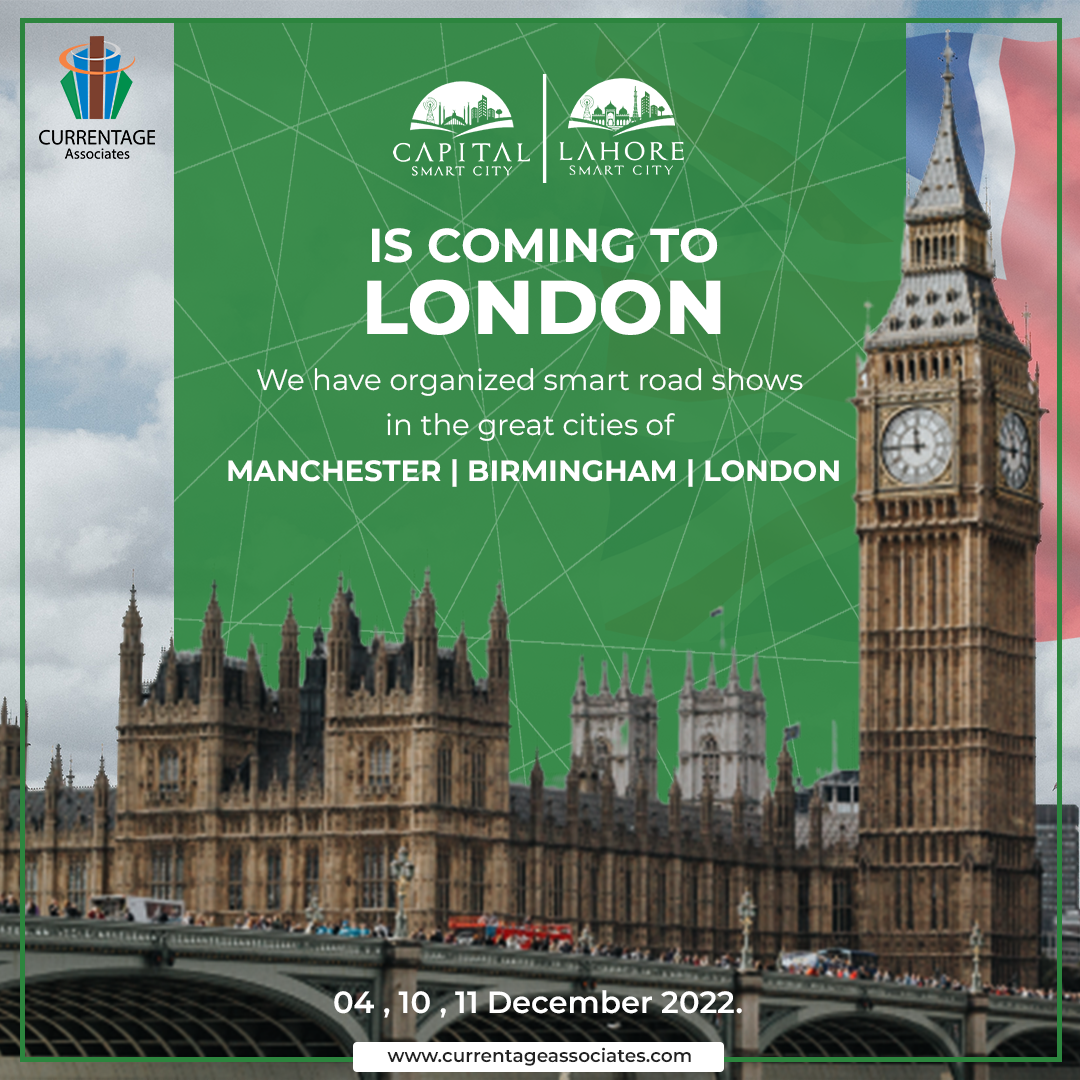 CURRENTAGE
Associates
CAPITAL
SMART CITY
LAHORE
SMART CITY
IS COMING TO
LONDON
We have organized smart road shows
in the great cities of
MANCHESTER | BIRMINGHAM | LONDON
04 , 10 , 11 December 2022.
www.currentageassociates.com